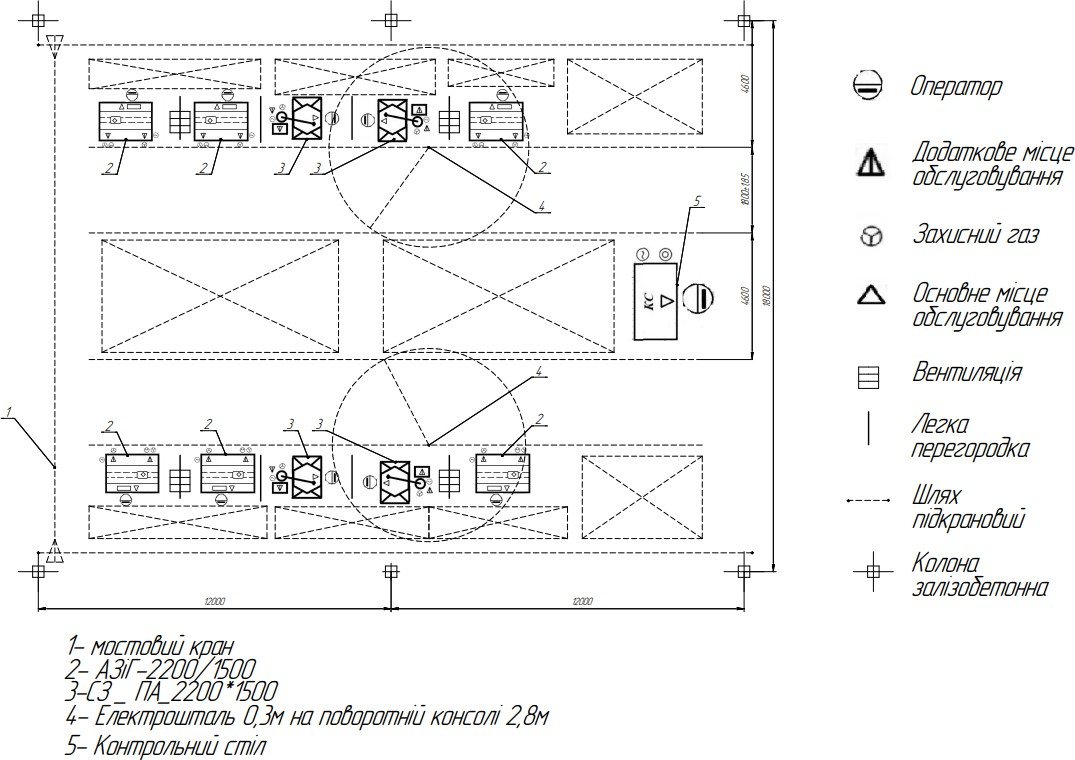 4600
2
2
3
3
2
4
1800±185
5
КС
4600
18000
1
2
2
3
3
4
2
12000
12000
Оператор
Додаткове місце
обслуговування
Захисний газ
Основне місце
обслуговування
Вентиляція
Легка
перегородка
Шлях
підкрановий
Колона
залізобетонна
1- мостовий кран
2- АЗіГ-2200/1500
3-СЗ _ ПА_2200*1500
4- Електрошталь 0,3м на поворотній консолі 2,8м
5- Контрольний стіл